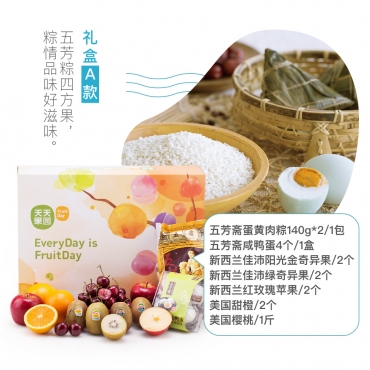 礼盒A款
五芳粽四方果，
粽情品味好滋味。
天天果园
Fruit Day
EveryDay is
FruitDay
五芳斋蛋黄肉粽140g*2/1包
五芳斋咸鸭蛋4个/1盒
新西兰佳沛阳光金奇异果/2个
新西兰佳沛绿奇异果/2个
新西兰红玫瑰苹果/2个
美国甜橙/2个
美国樱桃/1斤